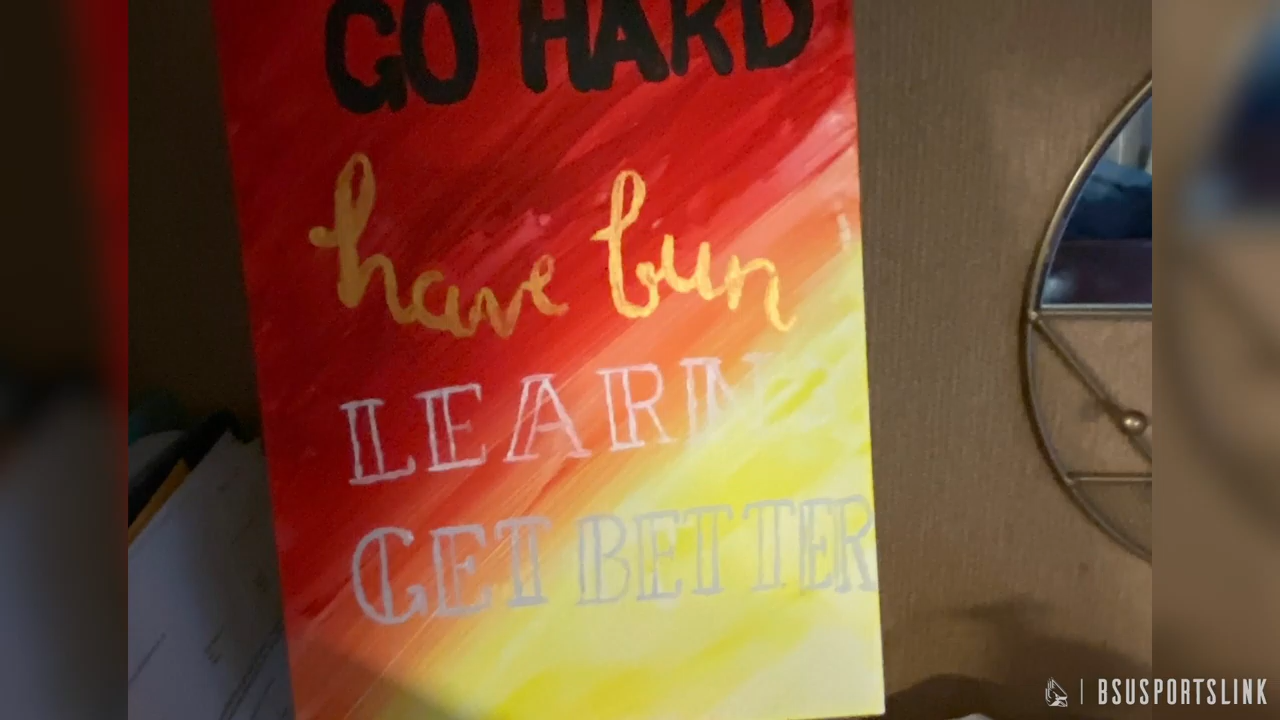 GO HARD
have bun
LEARN
GET BETTER
BSUSPORTSLINK